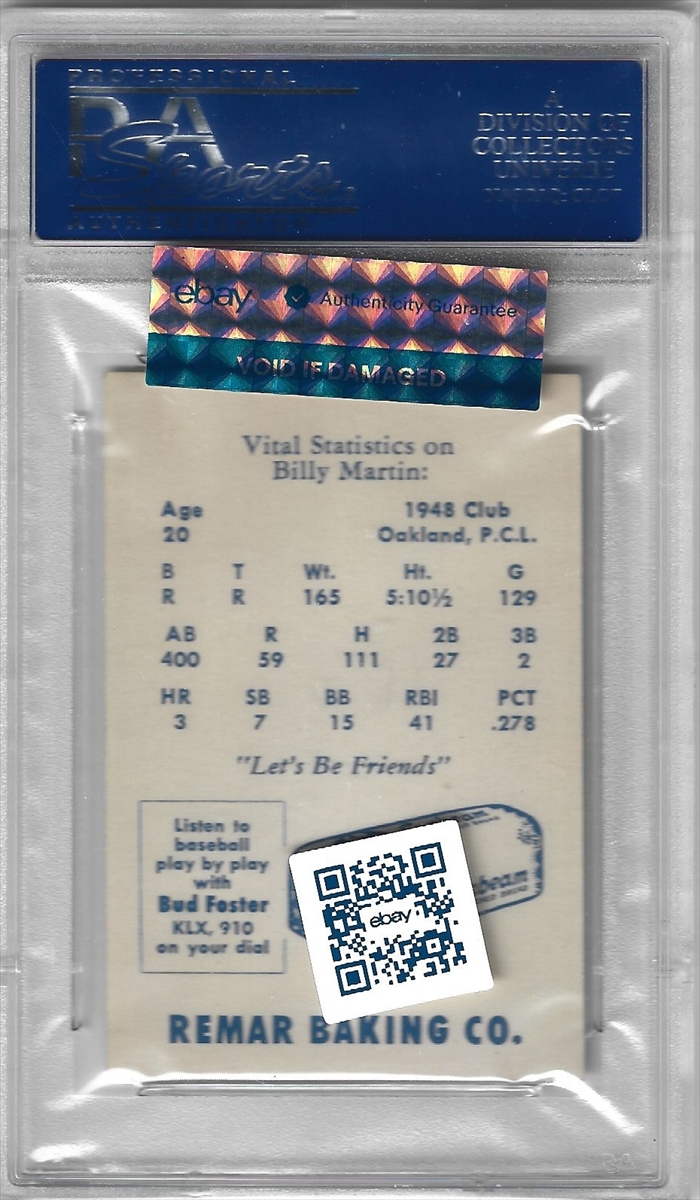 PROFESSIONAL
PSA
Sports
AUTHENTICATION
A
DIVISION OF
COLLECTORS
UNIVERSE
ebay Authenticity Guarantee
VOID IF DAMAGED
Vital Statistics on
Billy Martin:
Age 1948 Club
20 Oakland, P.C.L.
B T Wt. Ht. G
R R 165 5:10½ 129
AB R H 2B 3B
400 59 111 27 2
HR SB BB RBI PCT
3 7 15 41 .278
"Let's Be Friends"
Listen to
baseball
play by play
with
Bud Foster
KLX, 910
on your dial
ebay
REMAR BAKING CO.